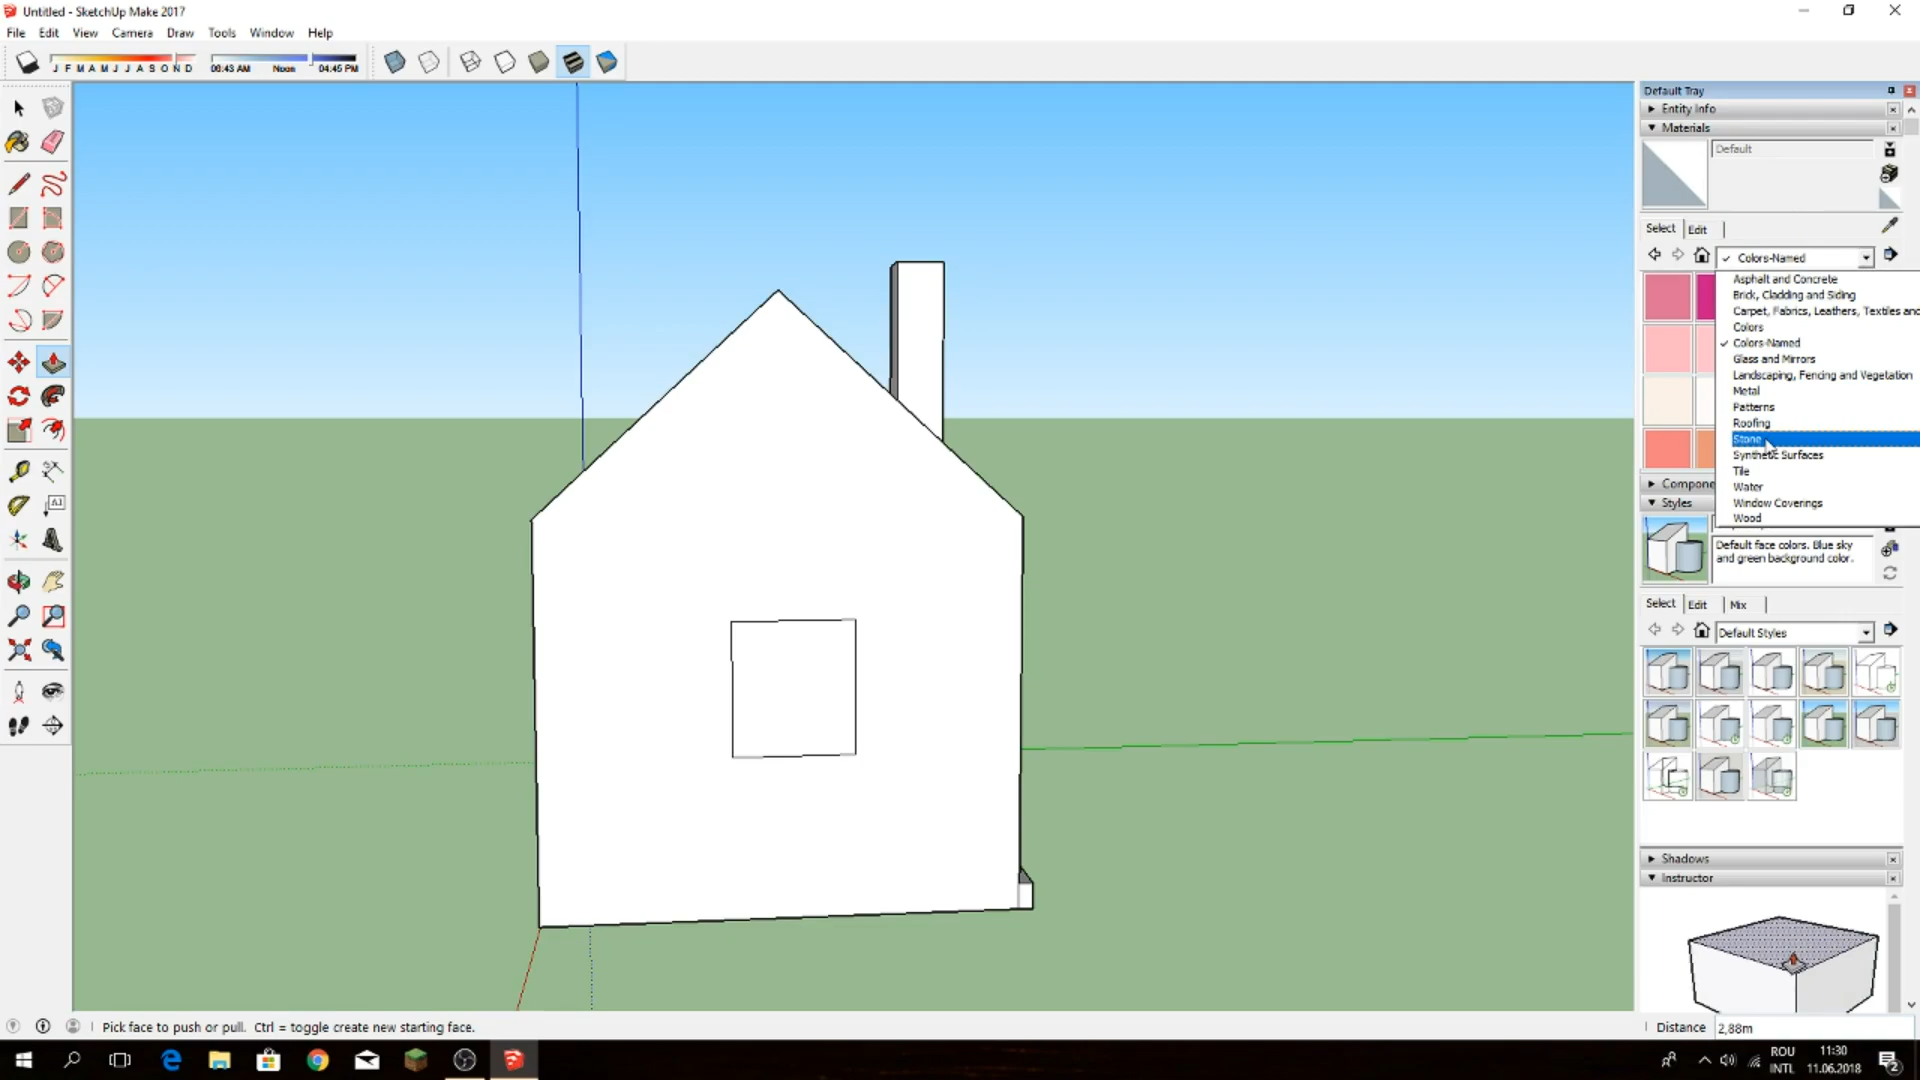 Untitled - SketchUp Make 2017
File Edit View Camera Draw Tools Window Help
J F M A M J J A S O N D 06:43 AM Noon 04:45 PM
Default Tray
Entity Info
Materials
Default
Select Edit
Colors-Named
Asphalt and Concrete
Brick, Cladding and Siding
Carpet, Fabrics, Leathers, Textiles and
Colors
Colors-Named
Glass and Mirrors
Landscaping, Fencing and Vegetation
Metal
Patterns
Roofing
Stone
Synthetic Surfaces
Tile
Water
Window Coverings
Wood
Compone
Styles
Default face colors. Blue sky
and green background color.
Select Edit Mix
Default Styles
Shadows
Instructor
Pick face to push or pull. Ctrl = toggle create new starting face.
Distance 2,88m
ROU
INTL
11:30
11.06.2018
2